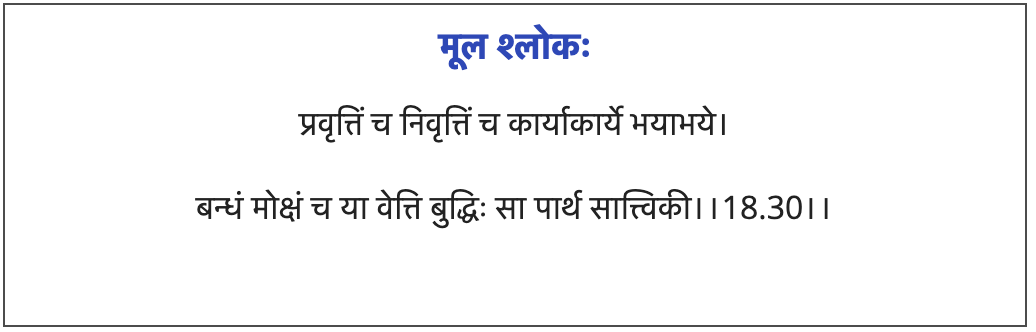 मूल श्लोकः
प्रवृत्तिं च निवृत्तिं च कार्याकार्ये भयाभये।
बन्धं मोक्षं च या वेत्ति बुद्धिः सा पार्थ सात्त्विकी।।18.30।।